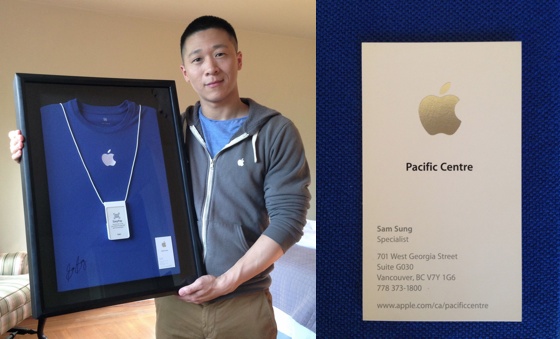 Pacific Centre
Sam Sung
Specialist
701 West Georgia Street
Suite G030
Vancouver, BC V7Y 1G6
778 373-1800
www.apple.com/ca/pacificcentre